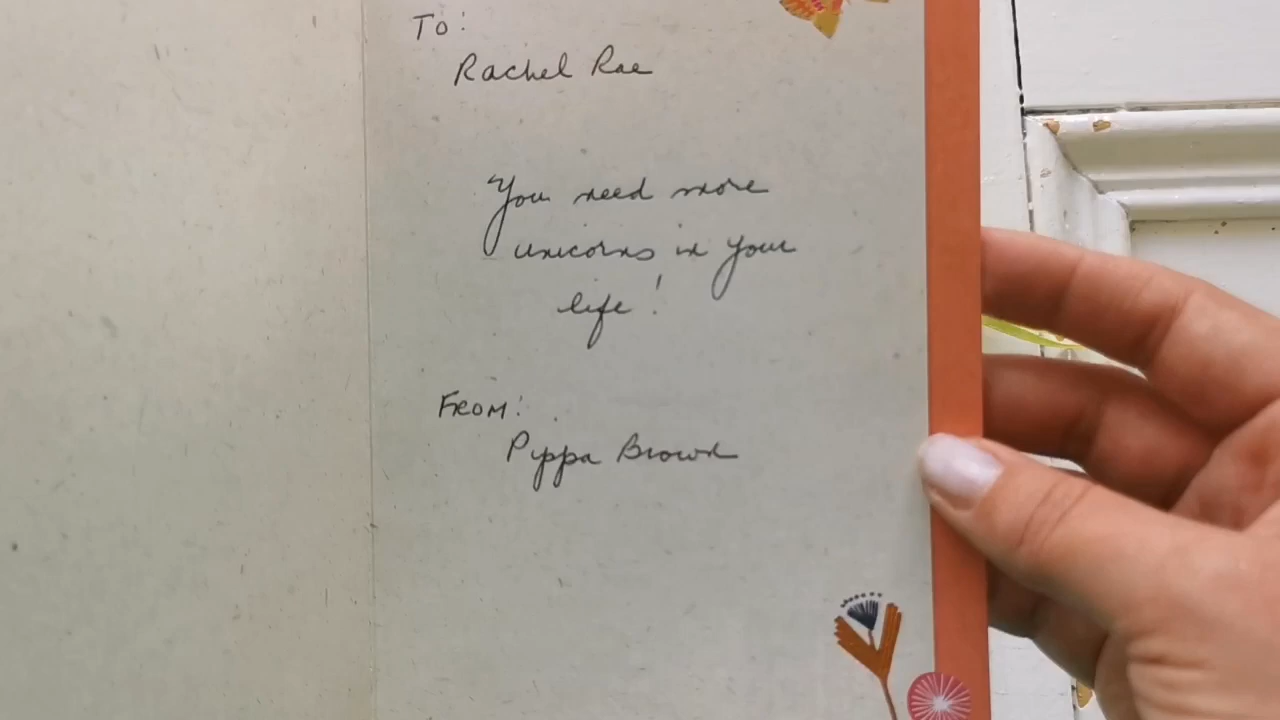 To:
Rachel Rae
You need more
unicorns in your
life!
FROM:
Pippa Brown